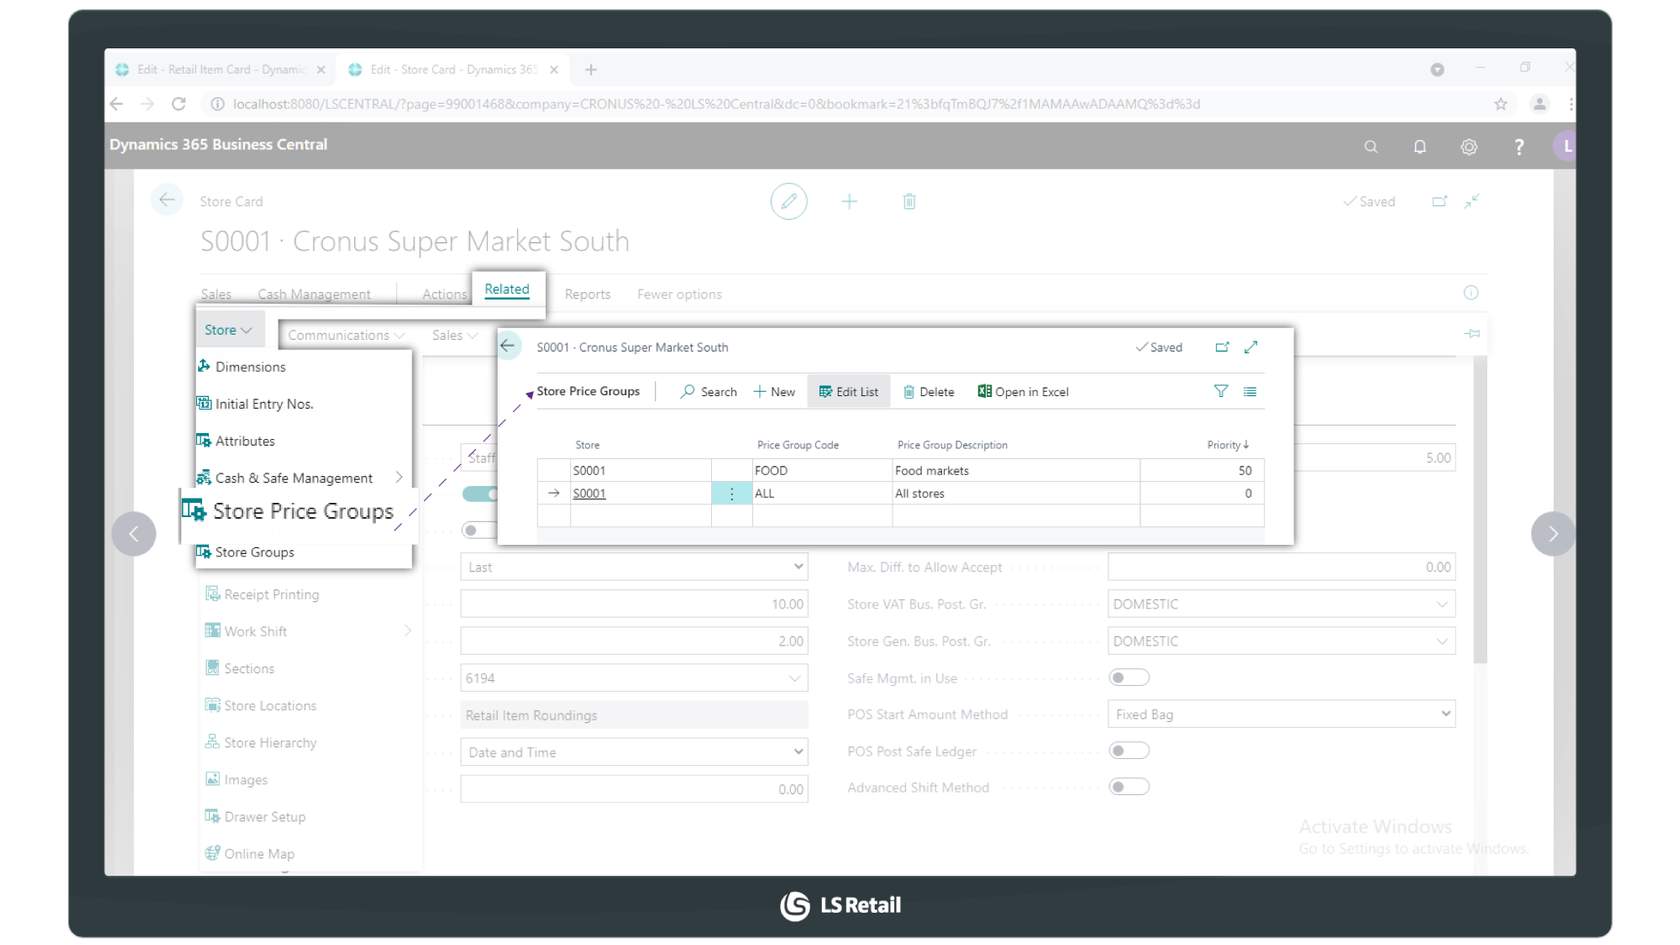 Edit - Retail Item Card - Dynamic
Edit - Store Card - Dynamics 365
localhost:8080/LSCENTRAL/?page=99001468&company=CRONUS%20-%20LS%20Central&dc=0&bookmark=21%3bfqTmBQJ7%2f1MAMAAwADAAMQ%3d%3d
Dynamics 365 Business Central
? L
Store Card
Saved
S0001 · Cronus Super Market South
Sales Cash Management Actions Related Reports Fewer options
Store Communications Sales
Dimensions
Initial Entry Nos.
Attributes
Cash & Safe Management
Store Price Groups
Store Groups
Receipt Printing
Work Shift
Sections
Store Locations
Store Hierarchy
Images
Drawer Setup
Online Map
S0001 · Cronus Super Market South
Saved
Store Price Groups Search New Edit List Delete Open in Excel
Store Price Group Code Price Group Description Priority ↓
S0001 FOOD Food markets 50
S0001 ALL All stores 0
Staff
5.00
Last
Max. Diff. to Allow Accept 0.00
10.00
Store VAT Bus. Post. Gr. DOMESTIC
2.00
Store Gen. Bus. Post. Gr. DOMESTIC
6194
Safe Mgmt. in Use
Retail Item Roundings
POS Start Amount Method Fixed Bag
Date and Time
POS Post Safe Ledger
0.00
Advanced Shift Method
Activate Windows
Go to Settings to activate Windows.
LS Retail